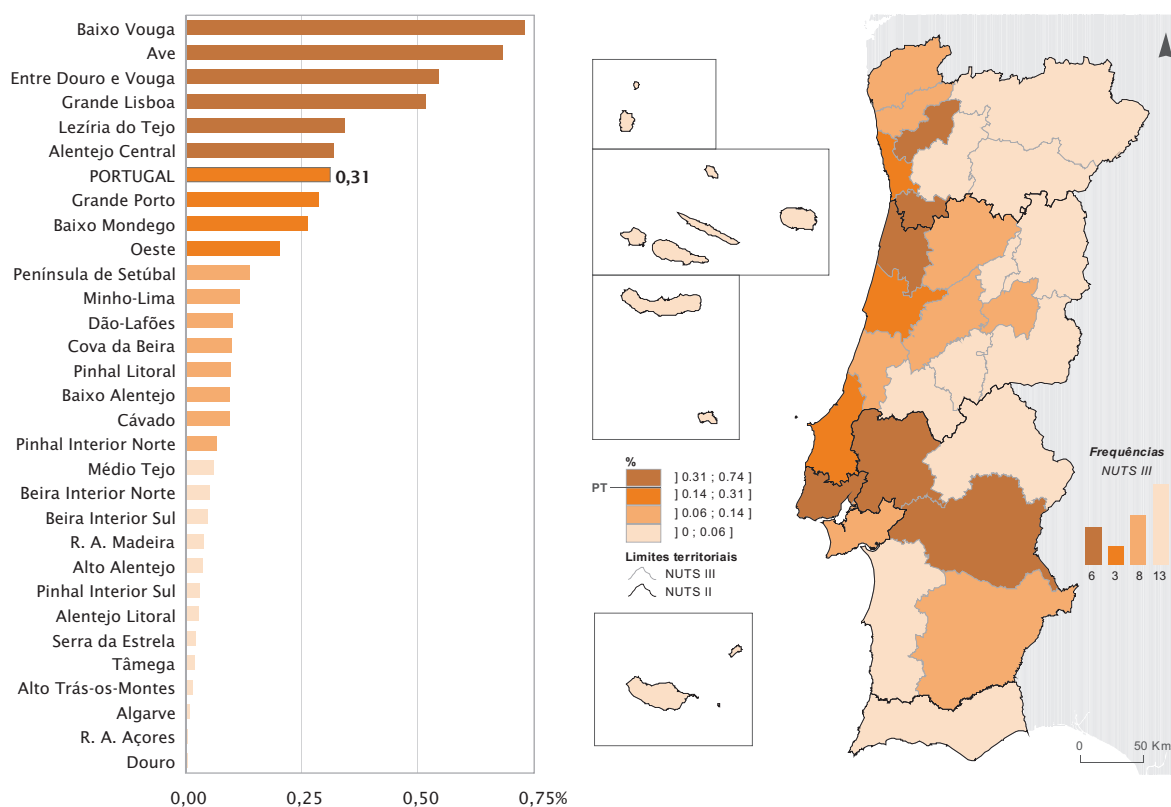 Baixo Vouga
Ave
Entre Douro e Vouga
Grande Lisboa
Lezíria do Tejo
Alentejo Central
PORTUGAL 0,31
Grande Porto
Baixo Mondego
Oeste
Península de Setúbal
Minho-Lima
Dão-Lafões
Cova da Beira
Pinhal Litoral
Baixo Alentejo
Cávado
Pinhal Interior Norte
Médio Tejo
Beira Interior Norte
Beira Interior Sul
R. A. Madeira
Alto Alentejo
Pinhal Interior Sul
Alentejo Litoral
Serra da Estrela
Tâmega
Alto Trás-os-Montes
Algarve
R. A. Açores
Douro
0,00 0,25 0,50 0,75%
%
PT
] 0.31 ; 0.74 ]
] 0.14 ; 0.31 ]
] 0.06 ; 0.14 ]
] 0 ; 0.06 ]
Limites territoriais
NUTS III
NUTS II
Frequências
NUTS III
6 3 8 13
0 50 Km